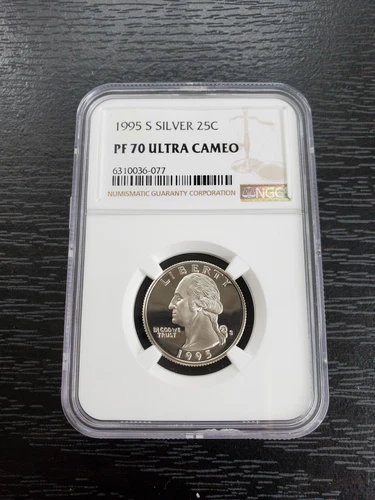 1995 S SILVER 25C
PF 70 ULTRA CAMEO
6310036-077
NUMISMATIC GUARANTY CORPORATION
NGC
LIBERTY
IN GOD WE
TRUST
S
1995